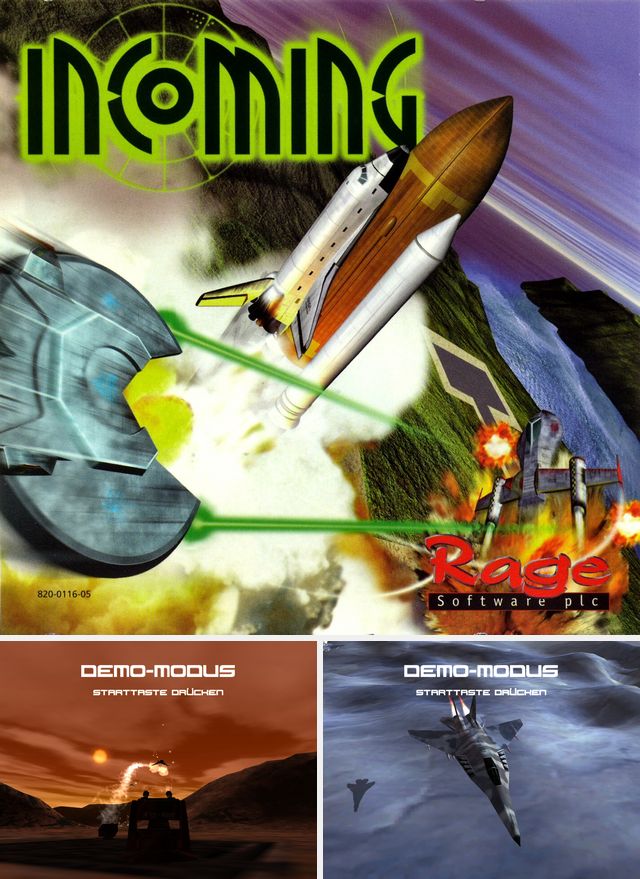 INCOMING
820-0116-05
Rage
Software plc
DEMO-MODUS
STARTTASTE DRÜCKEN
DEMO-MODUS
STARTTASTE DRÜCKEN